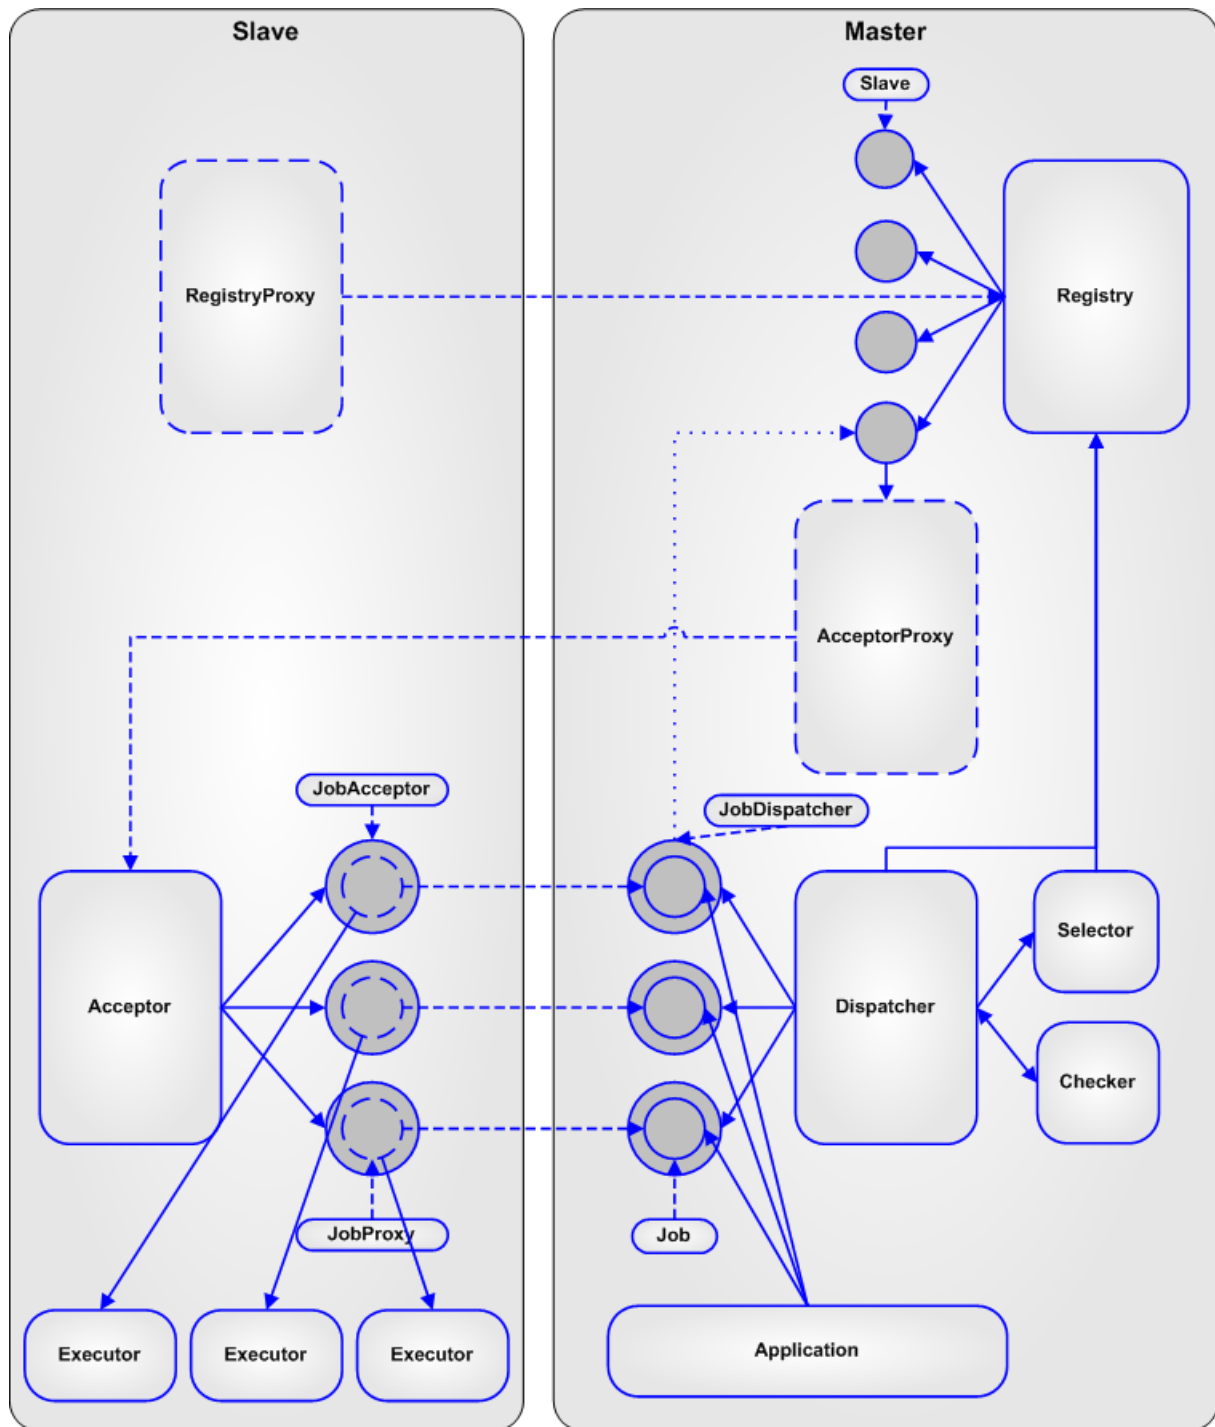 Slave
Master
Slave
RegistryProxy
Registry
AcceptorProxy
JobAcceptor
JobDispatcher
Selector
Acceptor
Dispatcher
Checker
JobProxy
Job
Executor
Executor
Executor
Application